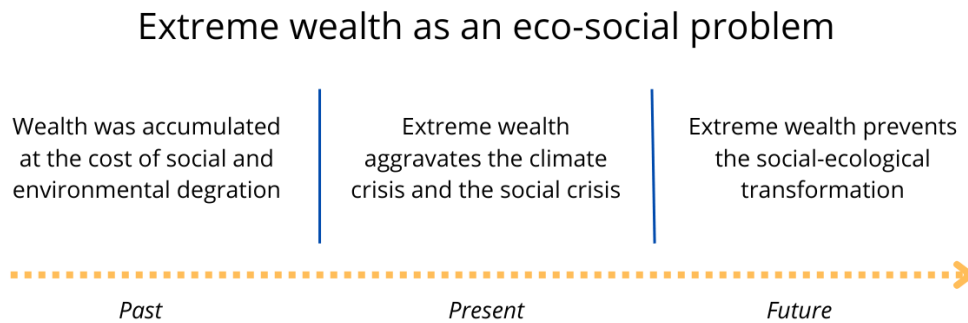 Extreme wealth as an eco-social problem
Wealth was accumulated
at the cost of social and
environmental degration
Extreme wealth
aggravates the climate
crisis and the social crisis
Extreme wealth prevents
the social-ecological
transformation
Past
Present
Future